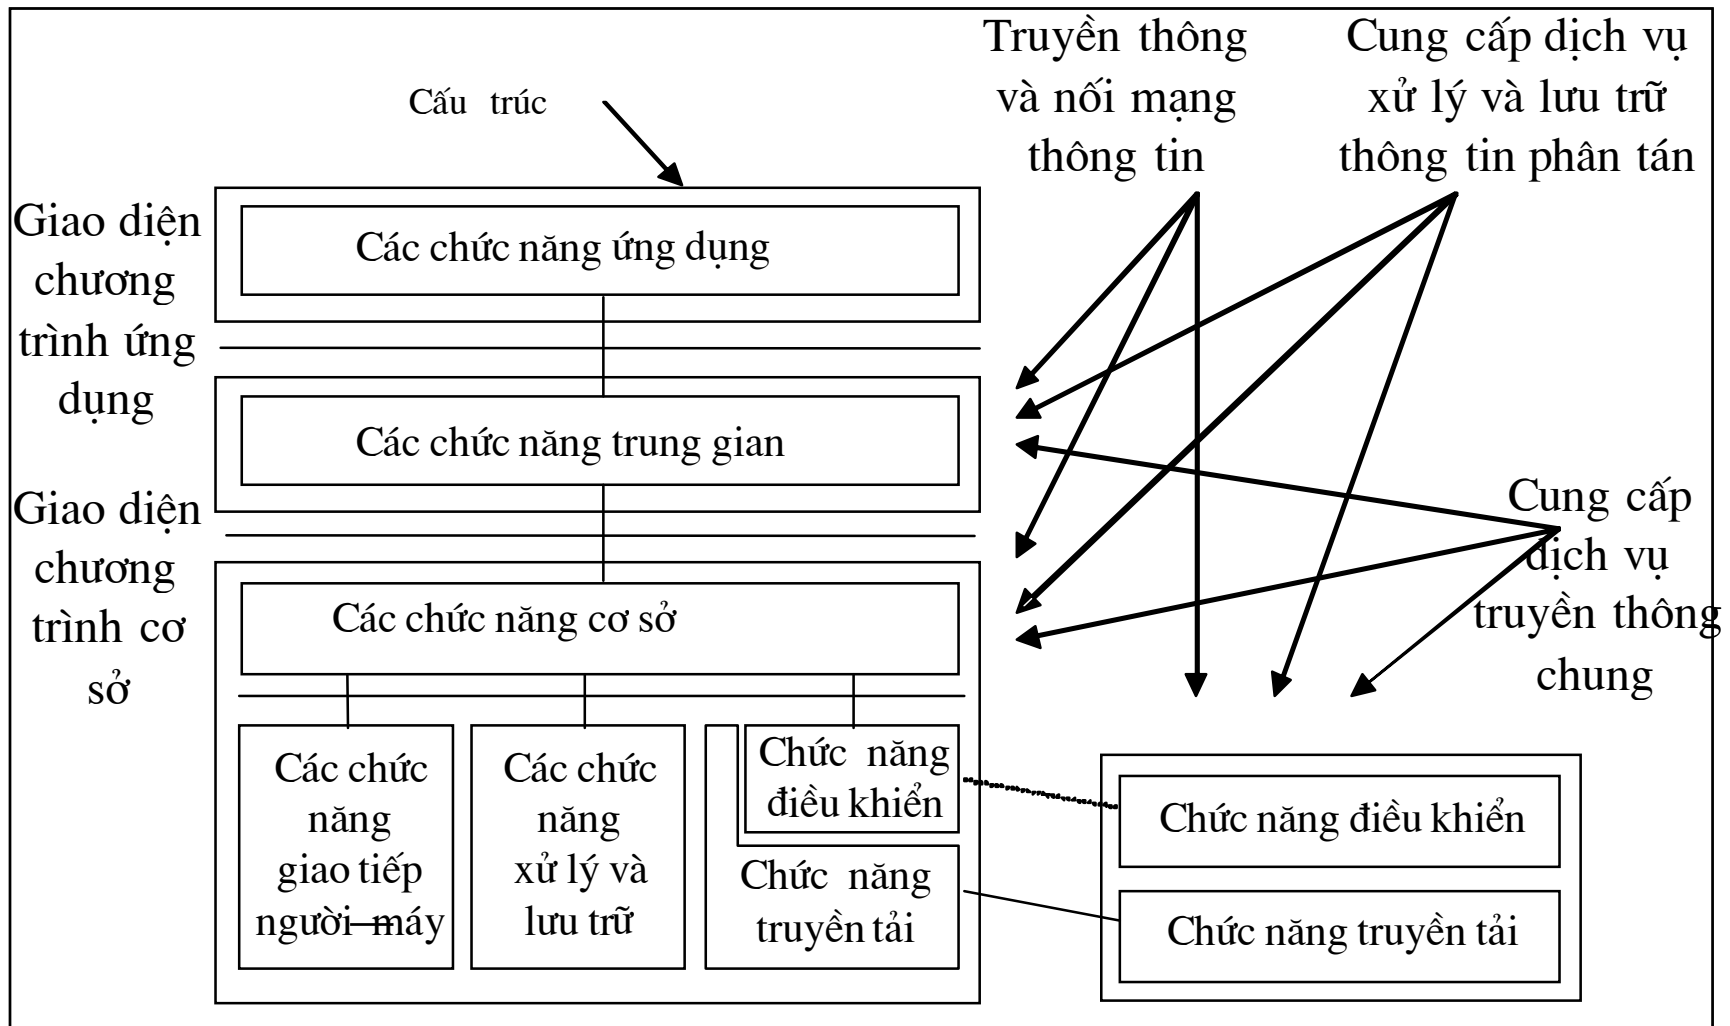 Truyền thông
và nối mạng
thông tin
Cung cấp dịch vụ
xử lý và lưu trữ
thông tin phân tán
Cấu trúc
Giao diện
chương
trình ứng
dụng
Các chức năng ứng dụng
Các chức năng trung gian
Giao diện
chương
trình cơ
sở
Cung cấp
dịch vụ
truyền thông
chung
Các chức năng cơ sở
Các chức
năng
giao tiếp
người–máy
Các chức
năng
xử lý và
lưu trữ
Chức năng
điều khiển
Chức năng
truyền tải
Chức năng điều khiển
Chức năng truyền tải